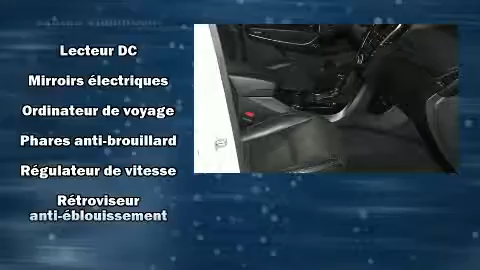 Lecteur DC
Mirroirs électriques
Ordinateur de voyage
Phares anti-brouillard
Régulateur de vitesse
Rétroviseur
anti-éblouissement